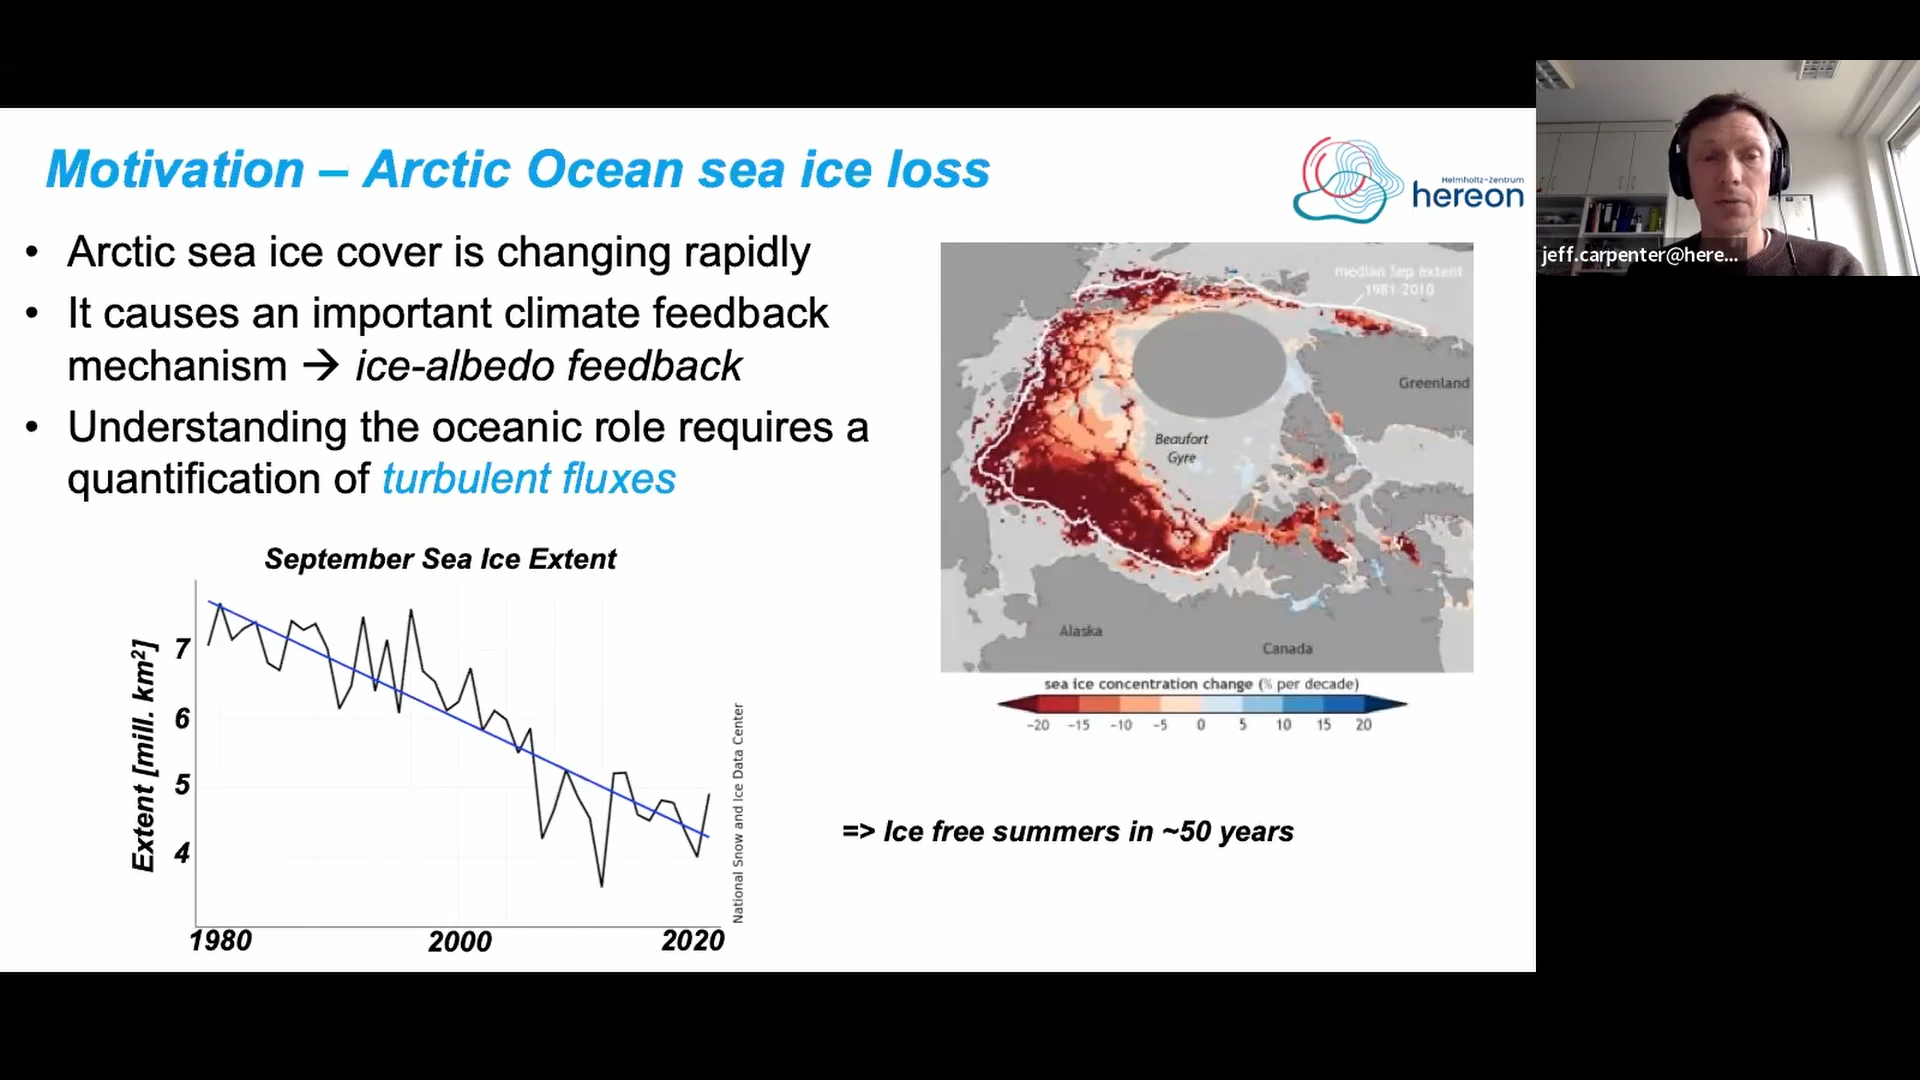 Motivation – Arctic Ocean sea ice loss
Helmholtz-Zentrum
hereon
• Arctic sea ice cover is changing rapidly
• It causes an important climate feedback
mechanism → ice-albedo feedback
• Understanding the oceanic role requires a
quantification of turbulent fluxes
September Sea Ice Extent
Extent [mill. km²]
7
6
5
4
1980
2000
2020
National Snow and Ice Data Center
median Sep extent
1981-2010
Greenland
Beaufort
Gyre
Alaska
Canada
sea ice concentration change (% per decade)
−20 −15 −10 −5 0 5 10 15 20
=> Ice free summers in ~50 years
jeff.carpenter@here...